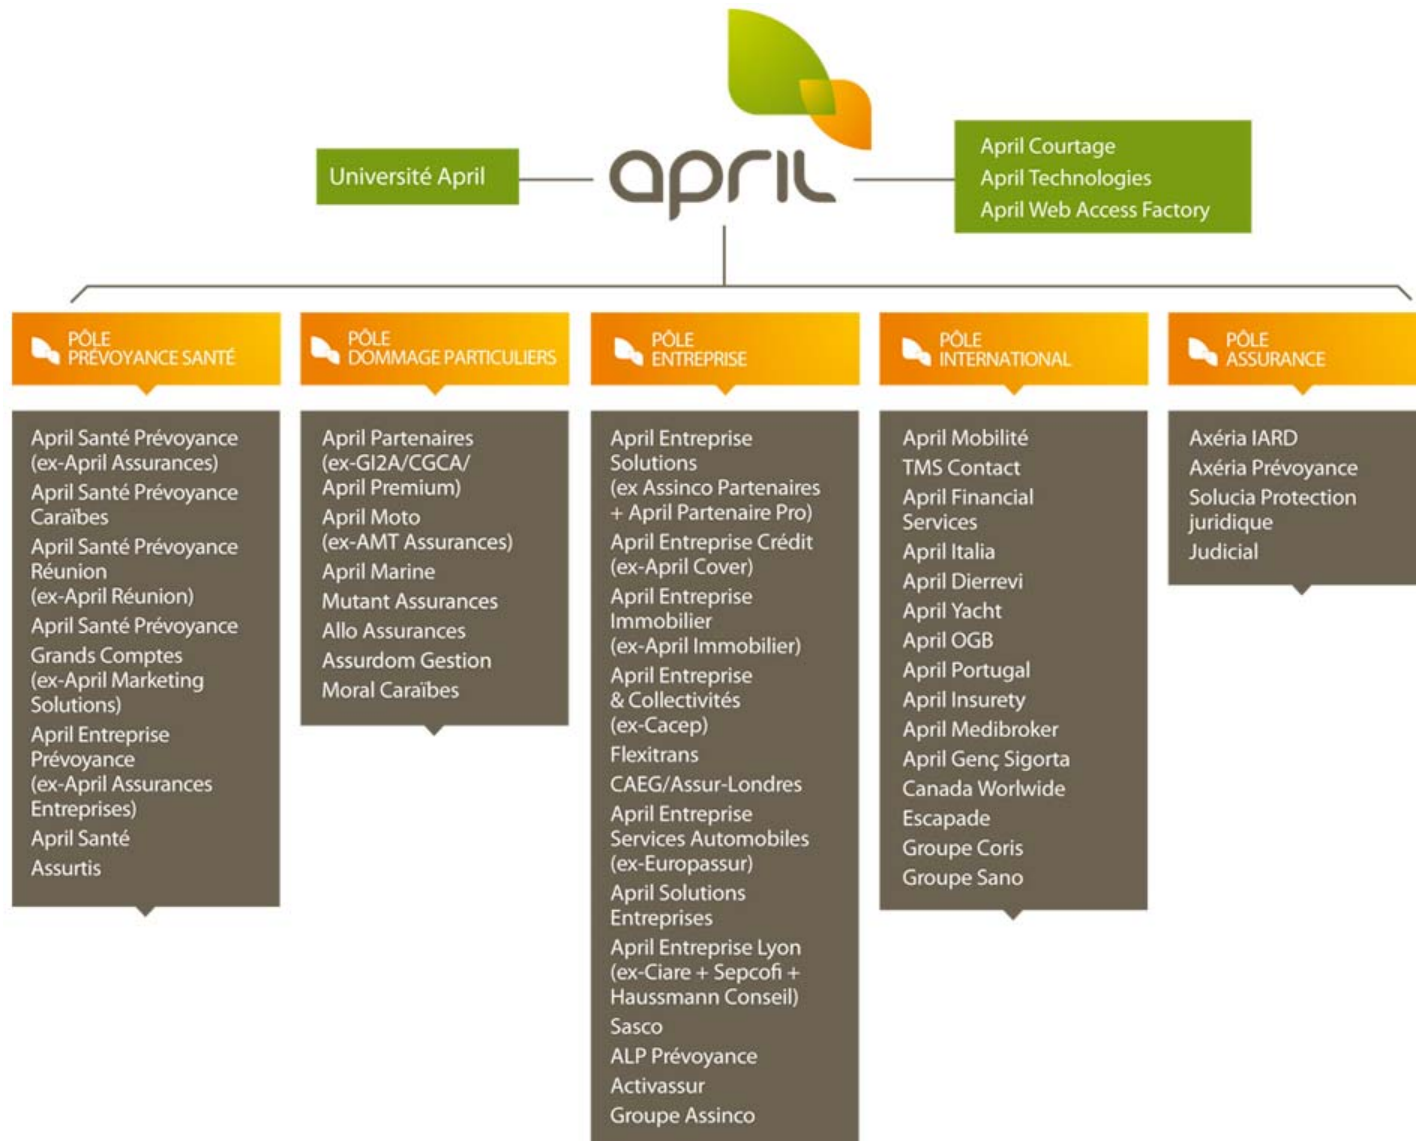 april
Université April
April Courtage
April Technologies
April Web Access Factory
PÔLE
PRÉVOYANCE SANTÉ
April Santé Prévoyance
(ex-April Assurances)
April Santé Prévoyance
Caraïbes
April Santé Prévoyance
Réunion
(ex-April Réunion)
April Santé Prévoyance
Grands Comptes
(ex-April Marketing
Solutions)
April Entreprise
Prévoyance
(ex-April Assurances
Entreprises)
April Santé
Assurtis
PÔLE
DOMMAGE PARTICULIERS
April Partenaires
(ex-GI2A/CGCA/
April Premium)
April Moto
(ex-AMT Assurances)
April Marine
Mutant Assurances
Allo Assurances
Assurdom Gestion
Moral Caraïbes
PÔLE
ENTREPRISE
April Entreprise
Solutions
(ex Assinco Partenaires
+ April Partenaire Pro)
April Entreprise Crédit
(ex-April Cover)
April Entreprise
Immobilier
(ex-April Immobilier)
April Entreprise
& Collectivités
(ex-Cacep)
Flexitrans
CAEG/Assur-Londres
April Entreprise
Services Automobiles
(ex-Europassur)
April Solutions
Entreprises
April Entreprise Lyon
(ex-Ciare + Sepcofi +
Haussmann Conseil)
Sasco
ALP Prévoyance
Activassur
Groupe Assinco
PÔLE
INTERNATIONAL
April Mobilité
TMS Contact
April Financial
Services
April Italia
April Dierrevi
April Yacht
April OGB
April Portugal
April Insurety
April Medibroker
April Genç Sigorta
Canada Worlwide
Escapade
Groupe Coris
Groupe Sano
PÔLE
ASSURANCE
Axéria IARD
Axéria Prévoyance
Solucia Protection
juridique
Judicial